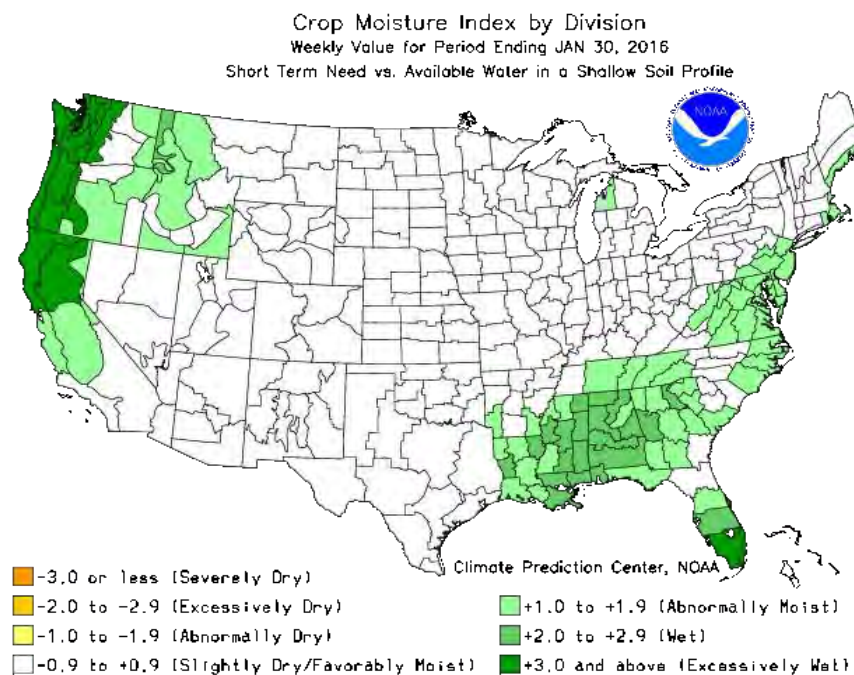 Crop Moisture Index by Division
Weekly Value for Period Ending JAN 30, 2016
Short Term Need vs. Available Water in a Shallow Soil Profile
NOAA
Climate Prediction Center, NOAA
-3.0 or less (Severely Dry)
-2.0 to -2.9 (Excessively Dry)
-1.0 to -1.9 (Abnormally Dry)
-0.9 to +0.9 (Slightly Dry/Favorably Moist)
+1.0 to +1.9 (Abnormally Moist)
+2.0 to +2.9 (Wet)
+3.0 and above (Excessively Wet)